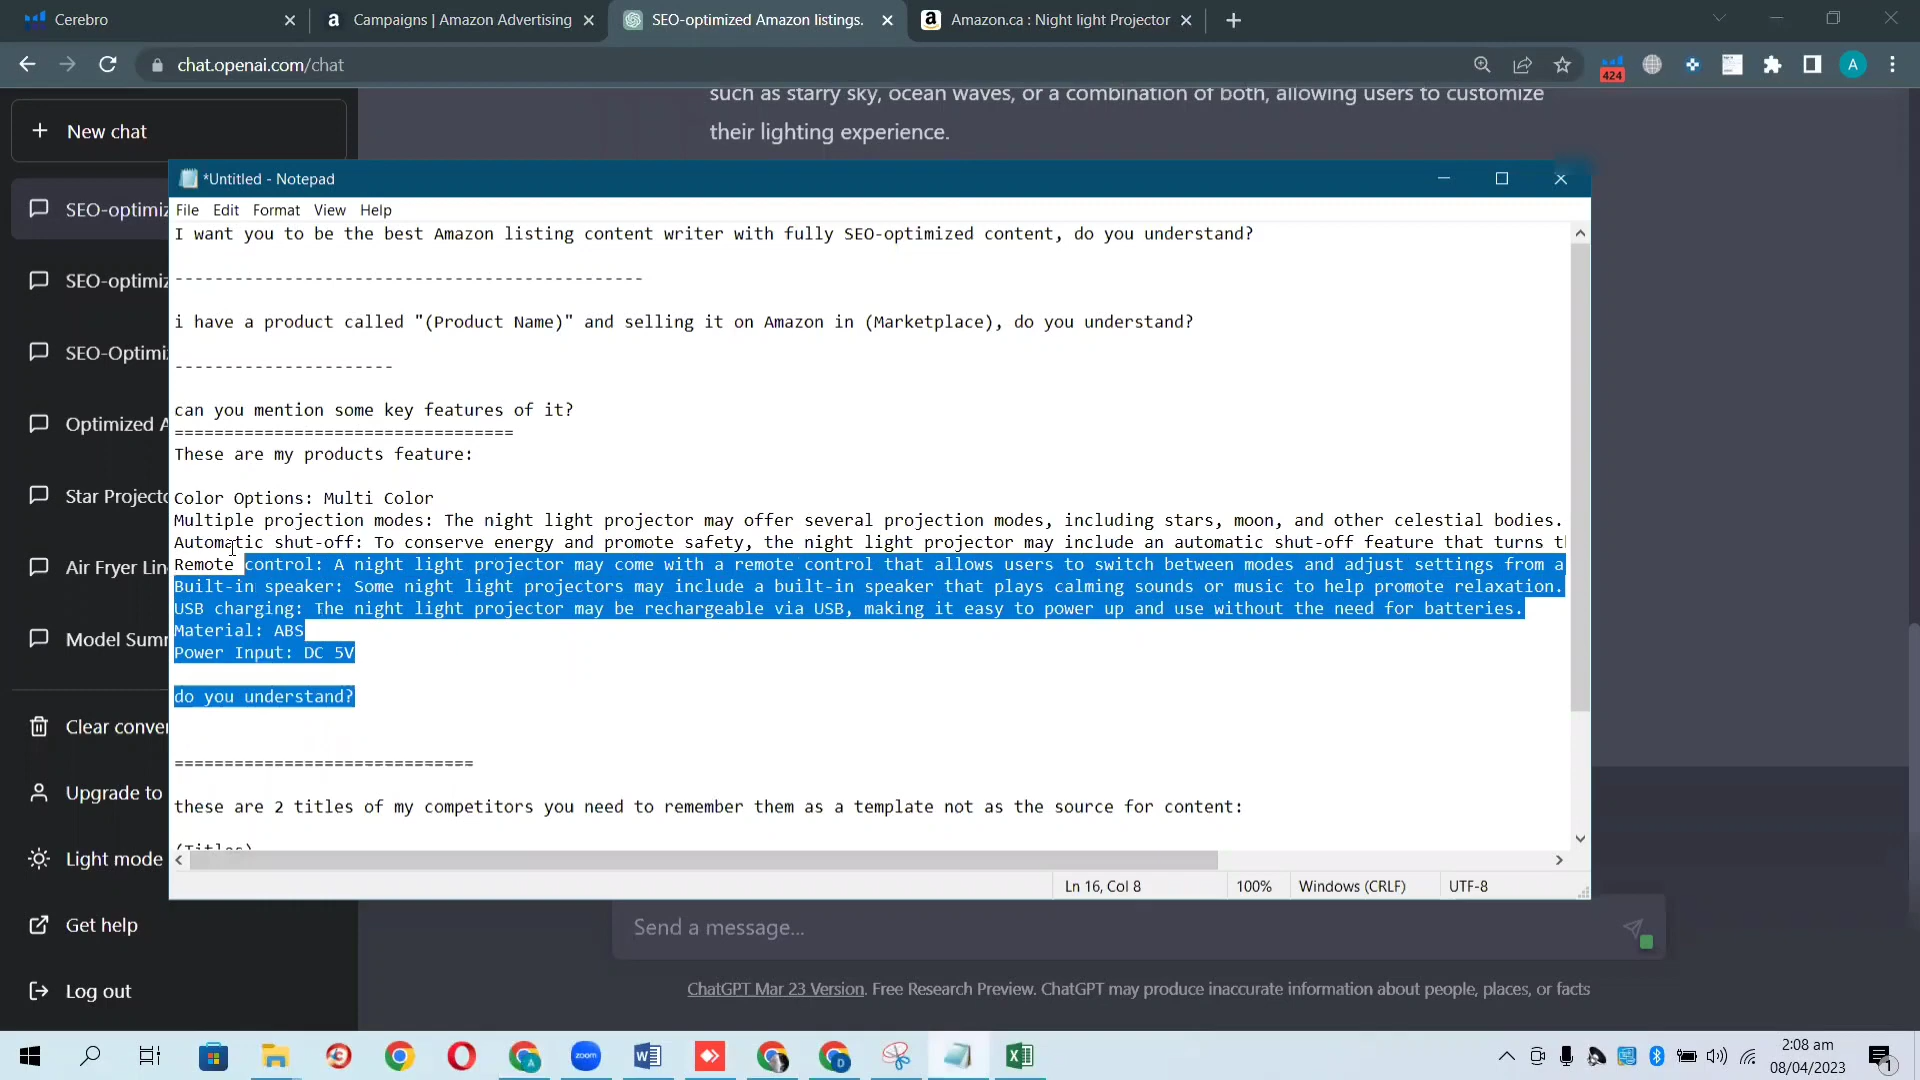 Cerebro
Campaigns | Amazon Advertising
SEO-optimized Amazon listings.
Amazon.ca : Night light Projector
chat.openai.com/chat
424
A
New chat
SEO-optimiz
SEO-optimiz
SEO-Optimiz
Optimized A
Star Projecto
Air Fryer Lin
Model Summ
Clear conver
Upgrade to
Light mode
Get help
Log out
such as starry sky, ocean waves, or a combination of both, allowing users to customize
their lighting experience.
*Untitled - Notepad
File Edit Format View Help
I want you to be the best Amazon listing content writer with fully SEO-optimized content, do you understand?
-----------------------------------------------
i have a product called "(Product Name)" and selling it on Amazon in (Marketplace), do you understand?
----------------------
can you mention some key features of it?
==================================
These are my products feature:
Color Options: Multi Color
Multiple projection modes: The night light projector may offer several projection modes, including stars, moon, and other celestial bodies.
Automatic shut-off: To conserve energy and promote safety, the night light projector may include an automatic shut-off feature that turns t
Remote control: A night light projector may come with a remote control that allows users to switch between modes and adjust settings from a
Built-in speaker: Some night light projectors may include a built-in speaker that plays calming sounds or music to help promote relaxation.
USB charging: The night light projector may be rechargeable via USB, making it easy to power up and use without the need for batteries.
Material: ABS
Power Input: DC 5V
do you understand?
==============================
these are 2 titles of my competitors you need to remember them as a template not as the source for content:
(Titles)
Ln 16, Col 8
100%
Windows (CRLF)
UTF-8
Send a message...
ChatGPT Mar 23 Version. Free Research Preview. ChatGPT may produce inaccurate information about people, places, or facts
zoom
2:08 am
08/04/2023
1